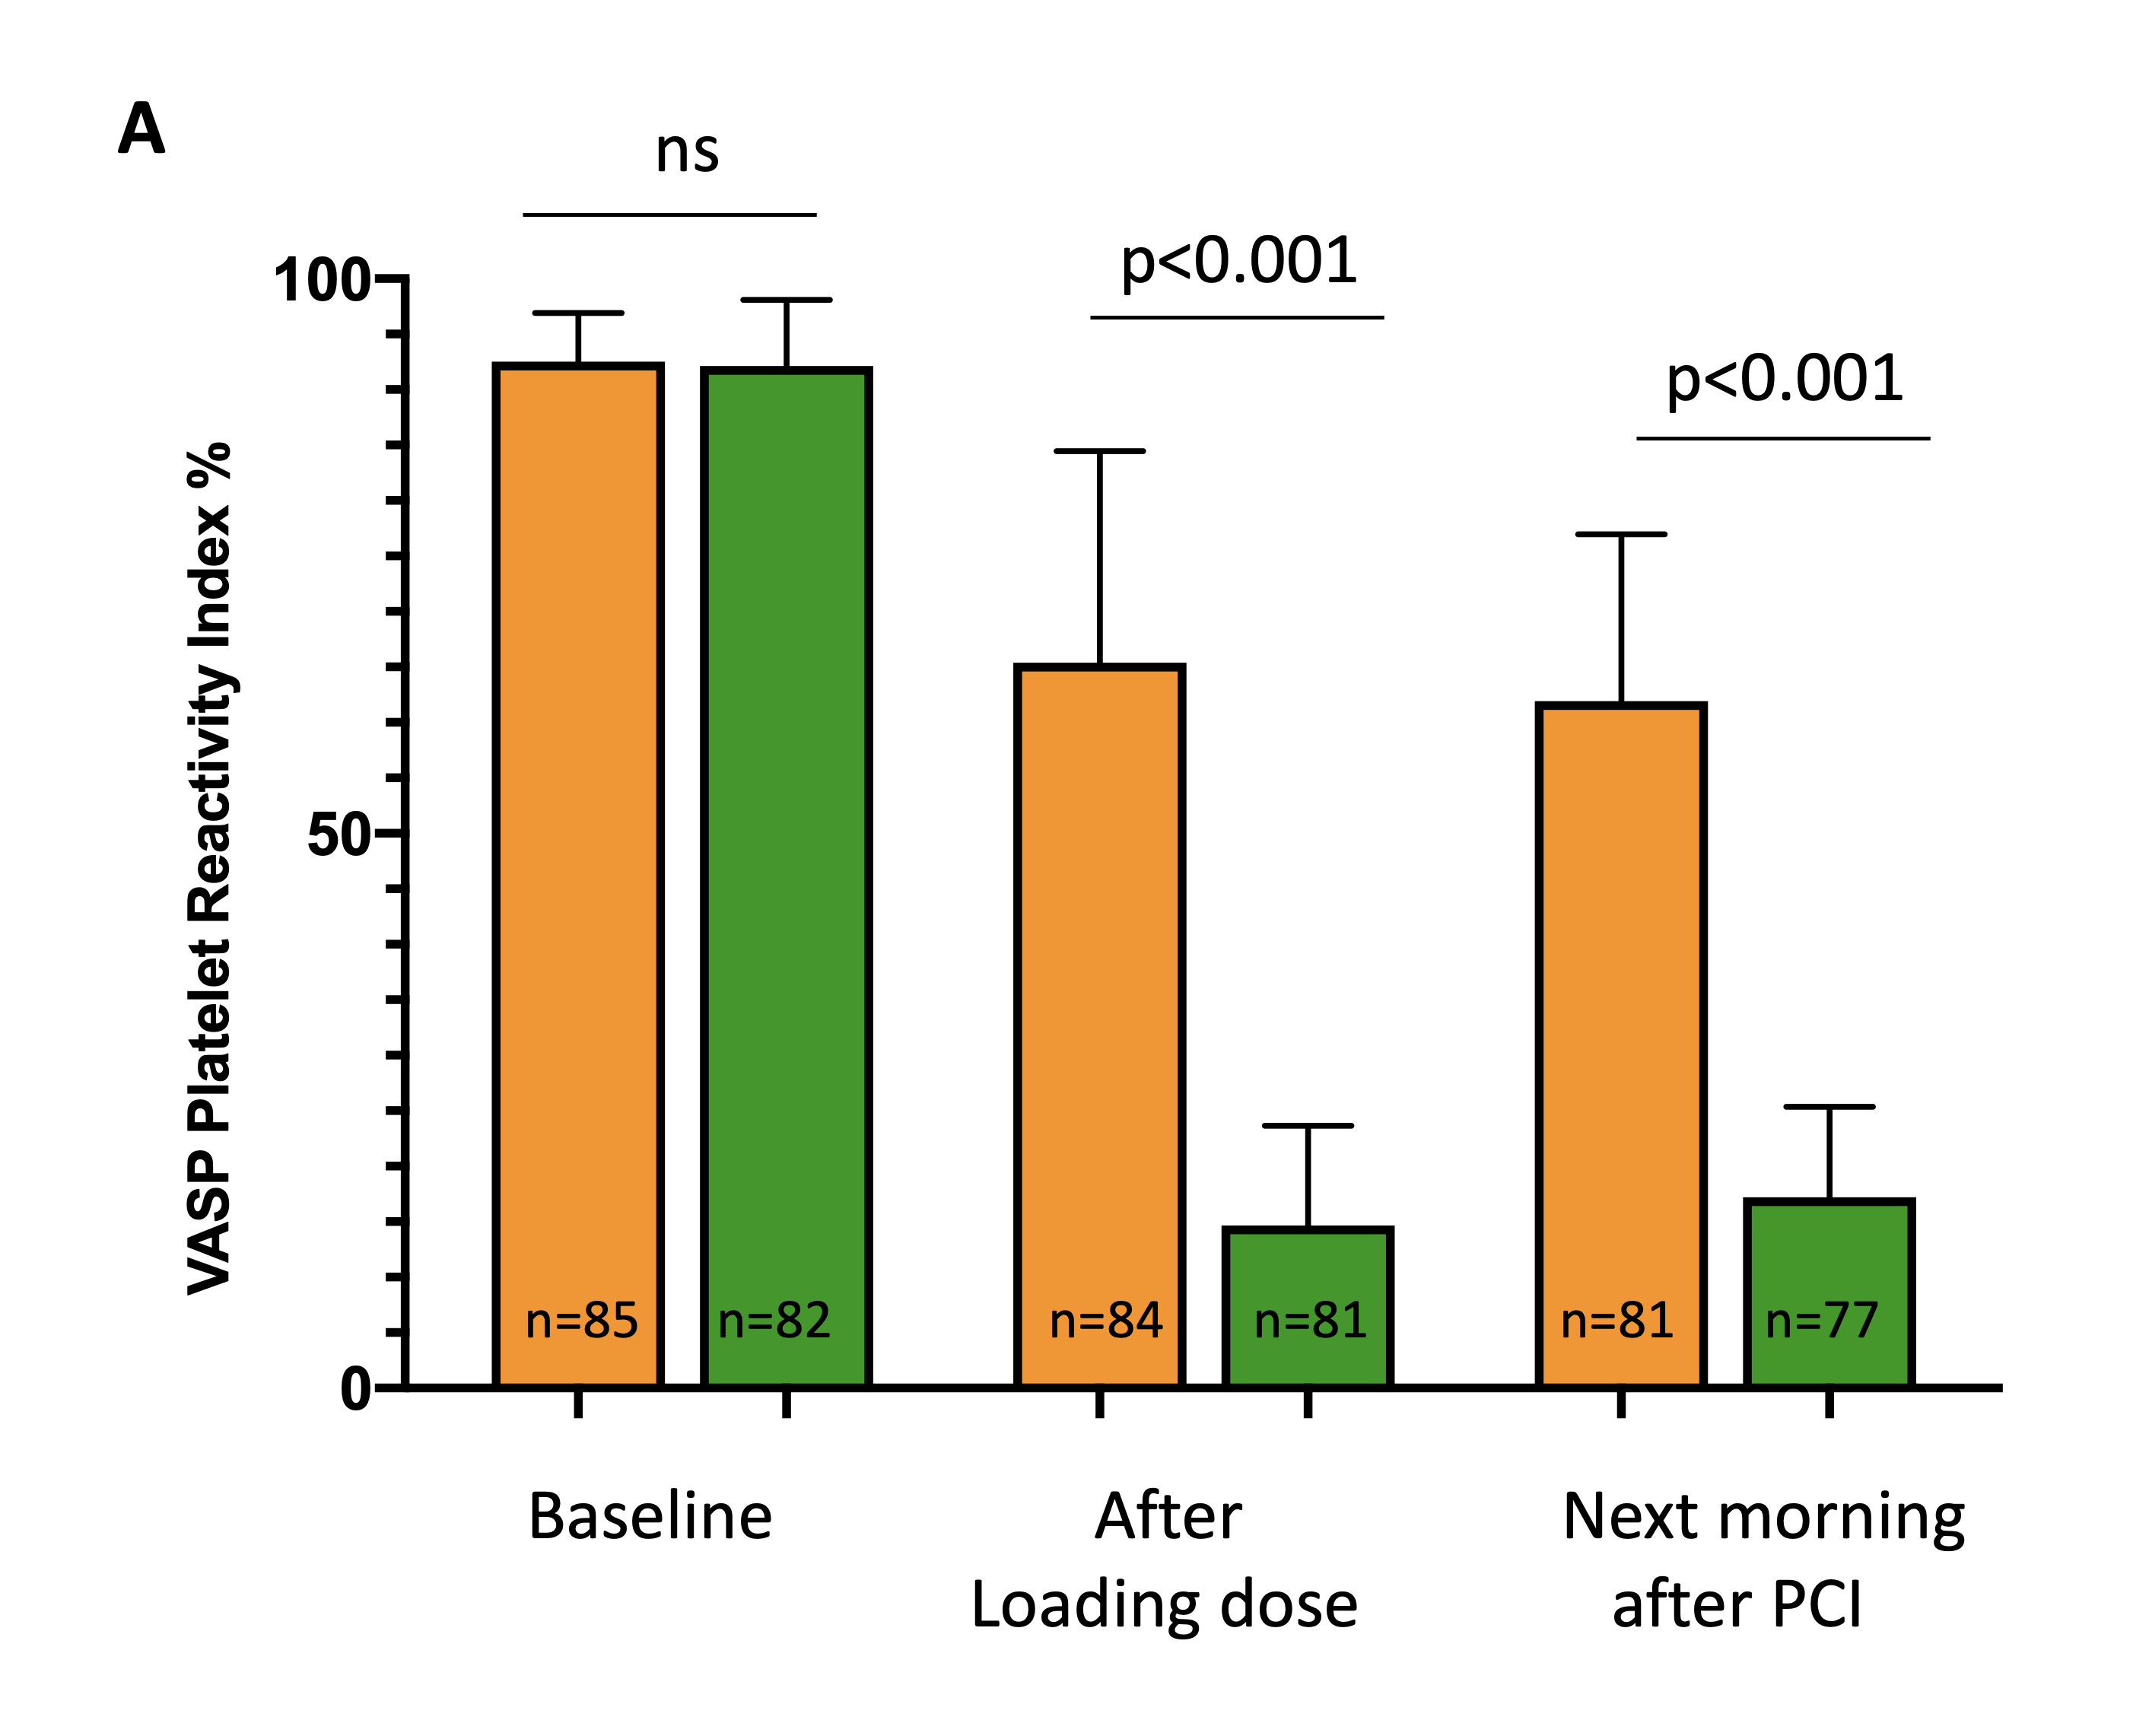 A
ns
p<0.001
p<0.001
100
50
0
VASP Platelet Reactivity Index %
n=85
n=82
n=84
n=81
n=81
n=77
Baseline
After
Loading dose
Next morning
after PCI